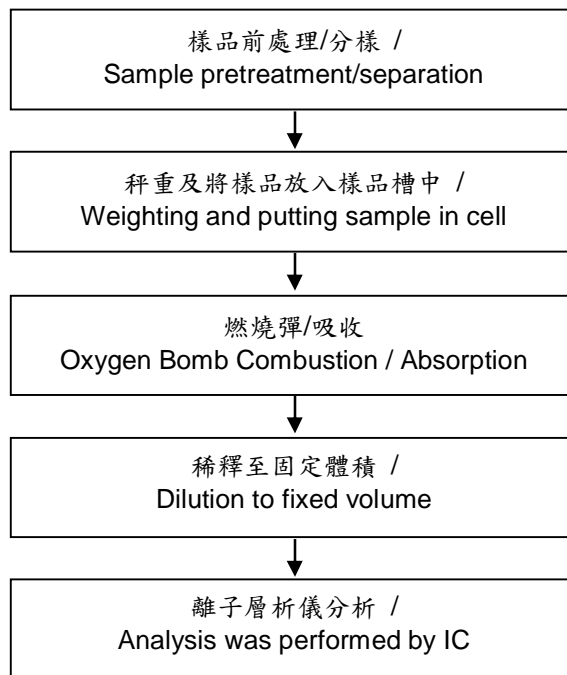 樣品前處理/分樣 /
Sample pretreatment/separation
秤重及將樣品放入樣品槽中 /
Weighting and putting sample in cell
燃燒彈/吸收
Oxygen Bomb Combustion / Absorption
稀釋至固定體積 /
Dilution to fixed volume
離子層析儀分析 /
Analysis was performed by IC